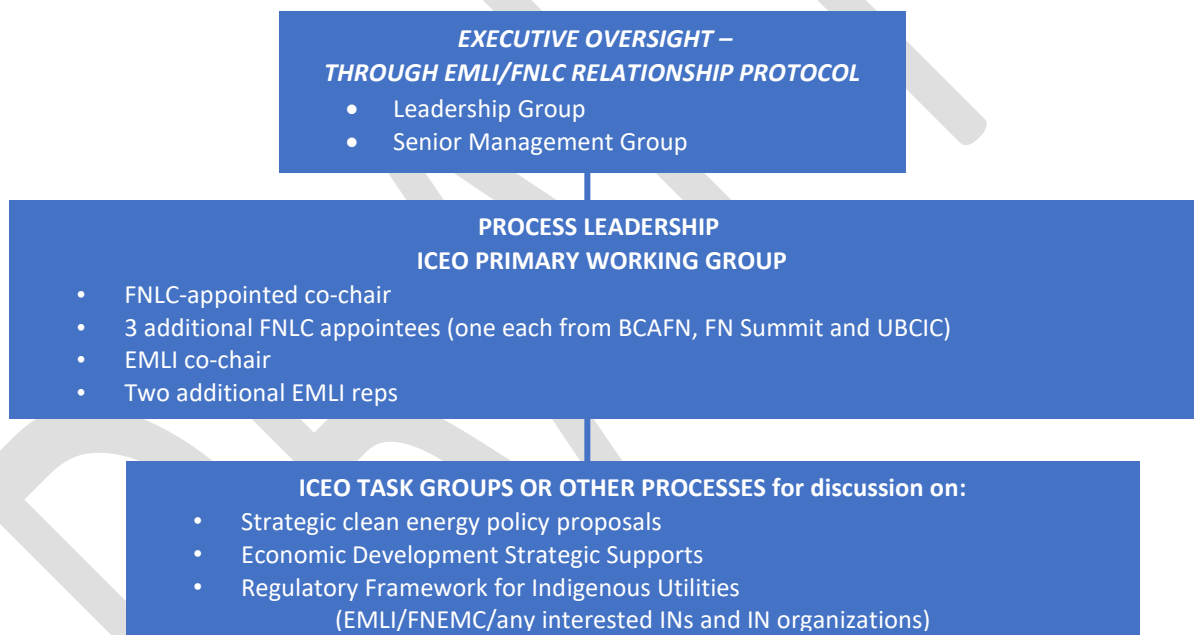 EXECUTIVE OVERSIGHT –
THROUGH EMLI/FNLC RELATIONSHIP PROTOCOL
• Leadership Group
• Senior Management Group
PROCESS LEADERSHIP
ICEO PRIMARY WORKING GROUP
• FNLC-appointed co-chair
• 3 additional FNLC appointees (one each from BCAFN, FN Summit and UBCIC)
• EMLI co-chair
• Two additional EMLI reps
ICEO TASK GROUPS OR OTHER PROCESSES for discussion on:
• Strategic clean energy policy proposals
• Economic Development Strategic Supports
• Regulatory Framework for Indigenous Utilities
(EMLI/FNEMC/any interested INs and IN organizations)